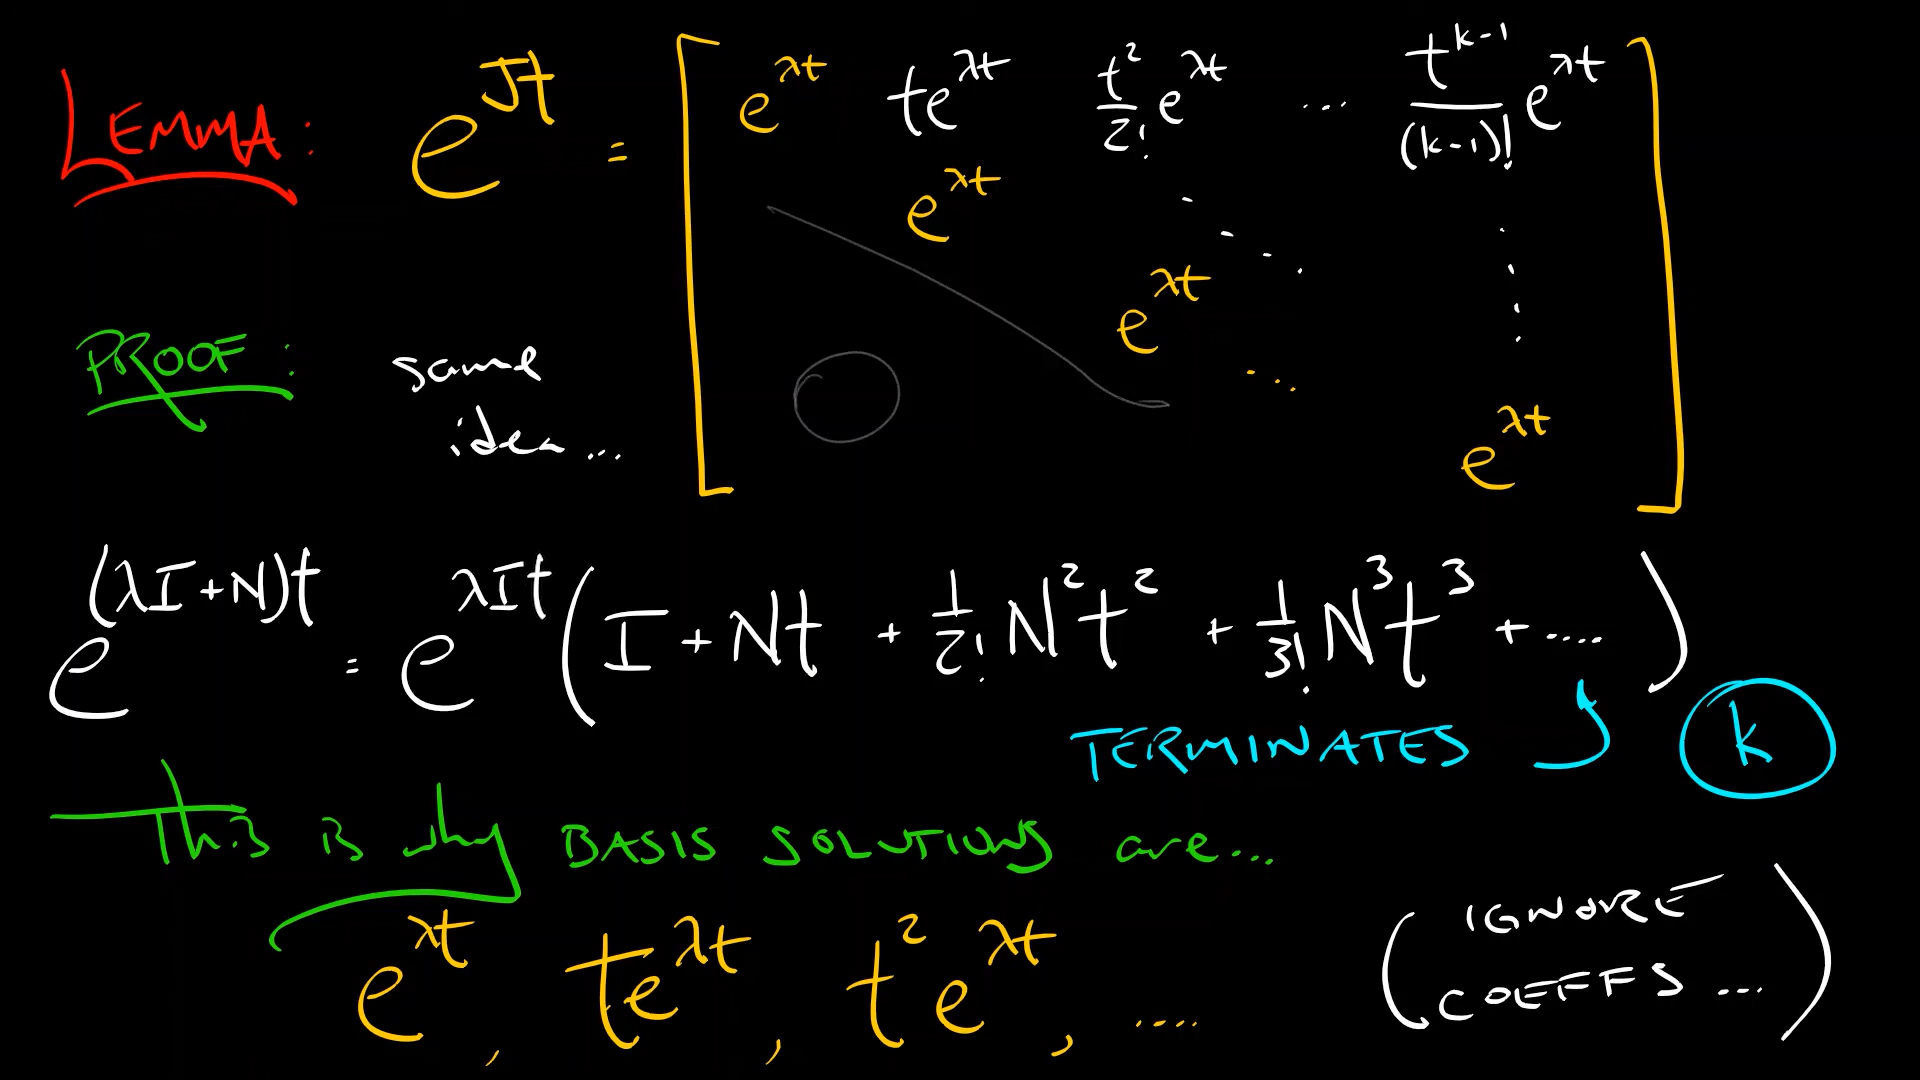 LEMMA: e^{Jt} = [ e^{λt} te^{λt} t²/2! e^{λt} ... t^{k-1}/(k-1)! e^{λt}
e^{λt} . . . .
e^{λt} ...
PROOF: same idea... 0
e^{λt} ]
e^{(λI+N)t} = e^{λIt} ( I + Nt + 1/2! N²t² + 1/3! N³t³ + .... )
TERMINATES k
This is why BASIS SOLUTIONS are...
e^{λt}, te^{λt}, t²e^{λt}, ....
( IGNORE
COEFFS ... )